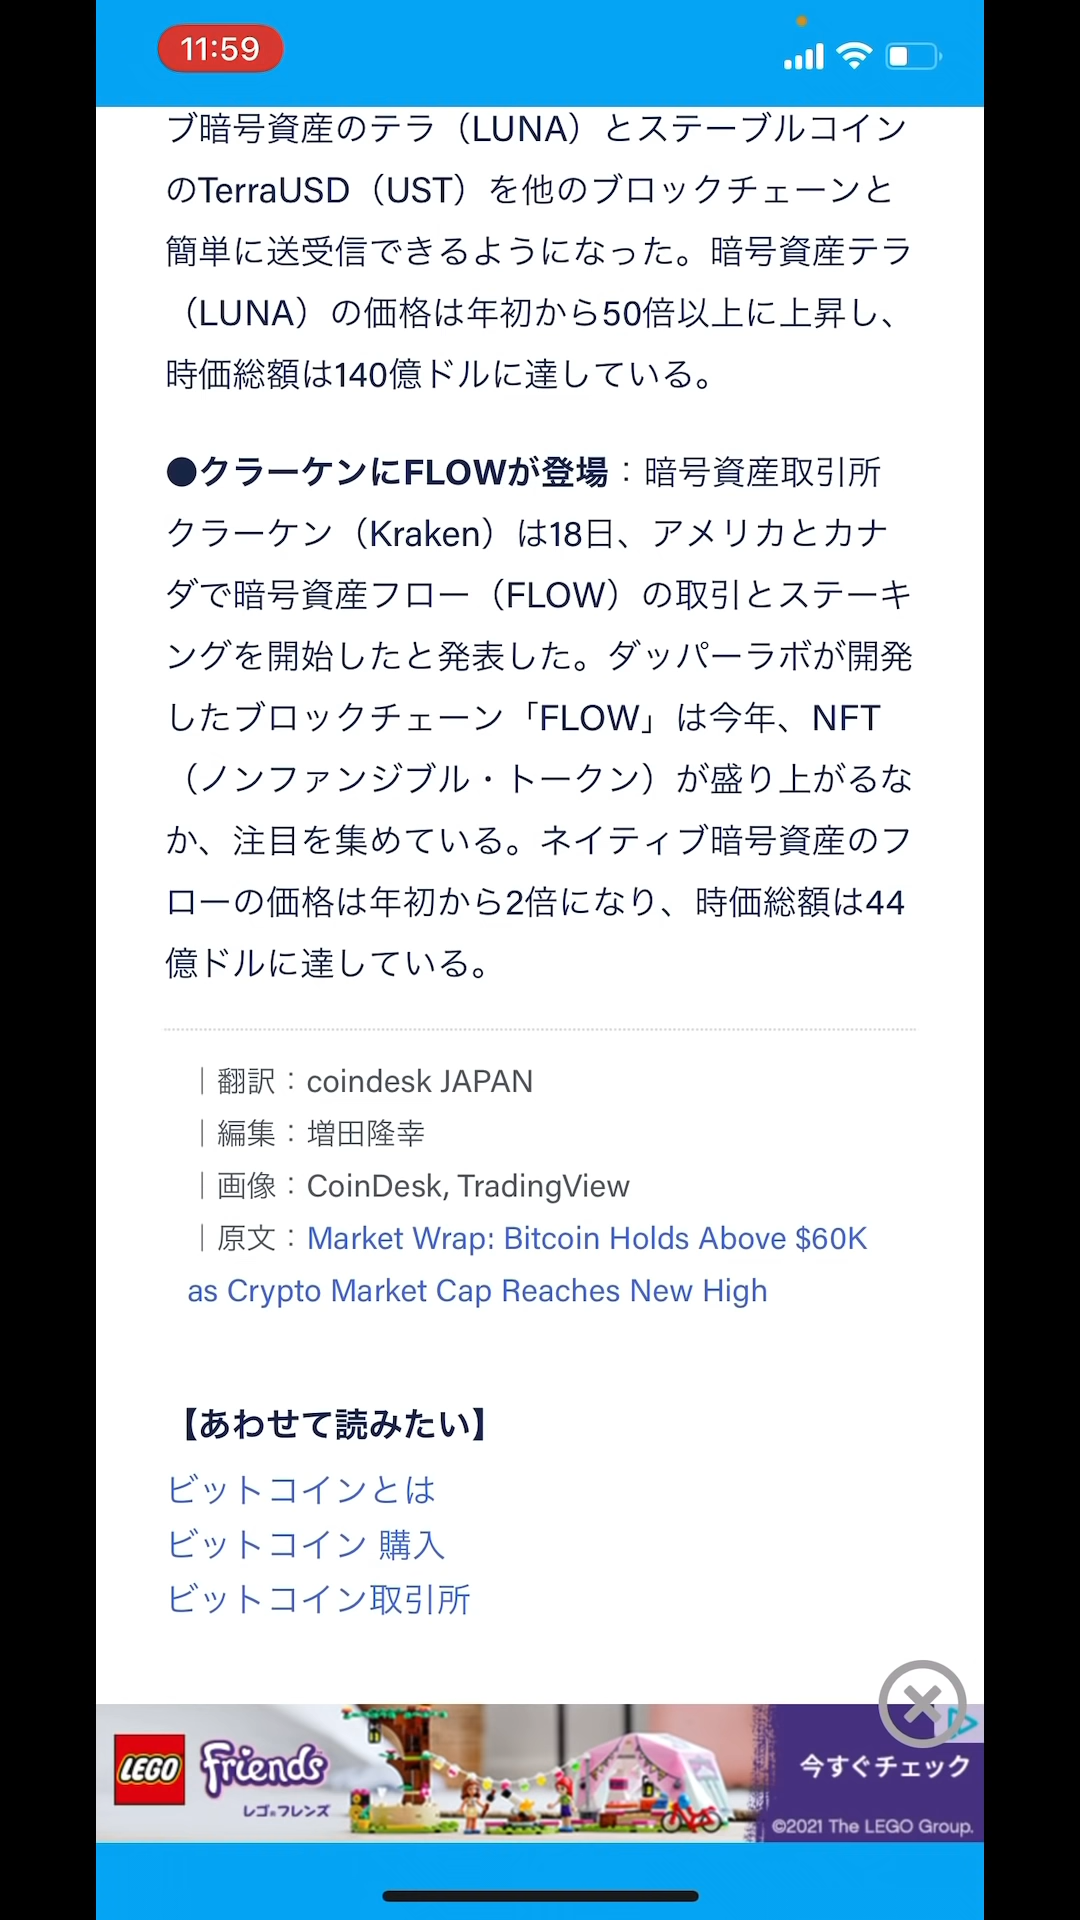 11:59
ブ暗号資産のテラ（LUNA）とステーブルコイン
のTerraUSD（UST）を他のブロックチェーンと
簡単に送受信できるようになった。暗号資産テラ
（LUNA）の価格は年初から50倍以上に上昇し、
時価総額は140億ドルに達している。
●クラーケンにFLOWが登場：暗号資産取引所
クラーケン（Kraken）は18日、アメリカとカナ
ダで暗号資産フロー（FLOW）の取引とステーキ
ングを開始したと発表した。ダッパーラボが開発
したブロックチェーン「FLOW」は今年、NFT
（ノンファンジブル・トークン）が盛り上がるな
か、注目を集めている。ネイティブ暗号資産のフ
ローの価格は年初から2倍になり、時価総額は44
億ドルに達している。
｜翻訳：coindesk JAPAN
｜編集：増田隆幸
｜画像：CoinDesk, TradingView
｜原文：Market Wrap: Bitcoin Holds Above $60K
as Crypto Market Cap Reaches New High
【あわせて読みたい】
ビットコインとは
ビットコイン 購入
ビットコイン取引所
LEGO Friends
レゴ®フレンズ
今すぐチェック
©2021 The LEGO Group.